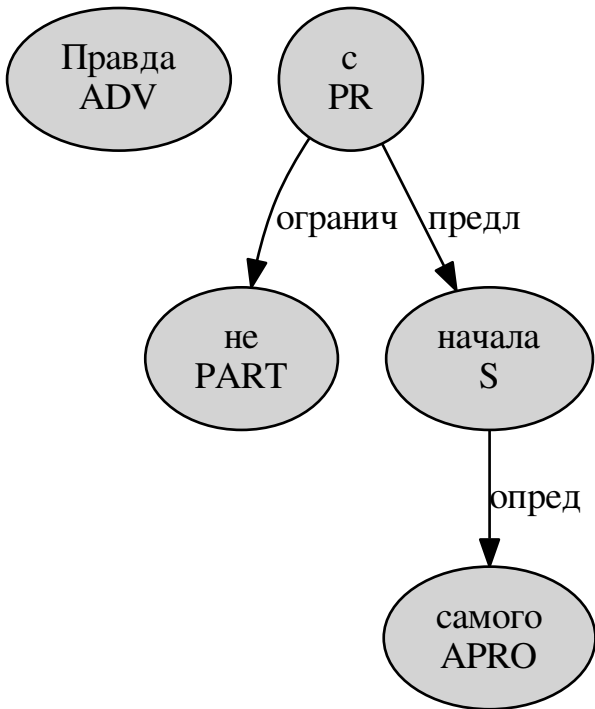 Правда
ADV
с
PR
огранич
предл
не
PART
начала
S
опред
самого
APRO